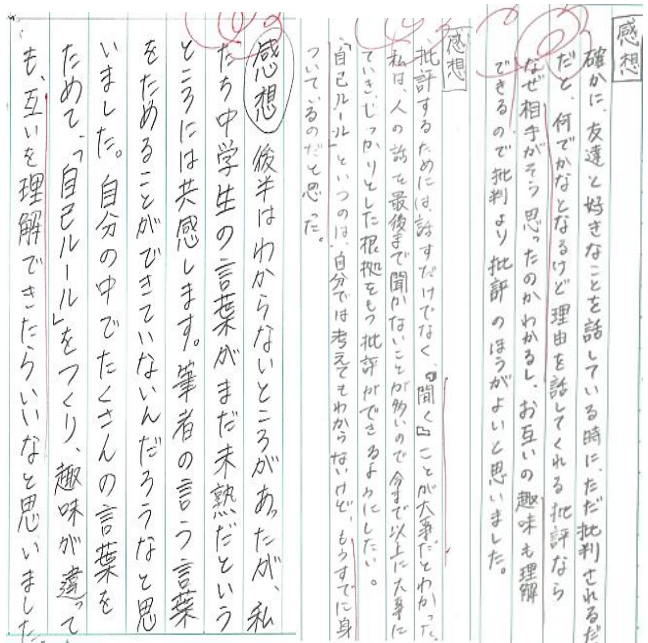 感想
確かに、友達と好きなことを話している時に、ただ批判されるだけ
だと、何でかなとなるけど理由を話してくれる批評なら
なぜ相手がそう思ったのかわかるし、お互いの趣味も理解
できるので批判より批評のほうがよいと思いました。
感想
批評するためには、話すだけでなく、『聞く』ことが大事だとわかった。
私は、人の話を最後まで聞かないことが多いので今まで以上に大事に
ていき、じっかりとした根拠をもつ批評ができるようにしたい。
「自己ルール」といつのは、自分では考えてもわからないけど、もうすでに身
ついているのだと思った。
感想 後半はわからないところがあったが、私
たち中学生の言葉がまだ未熟だという
ところには共感します。筆者の言う言葉
をためることができていないんだろうなと思
いました。自分の中でたくさんの言葉を
ためて、「自己ルール」をつくり、趣味が違って
も、互いを理解できたらいいなと思いました。